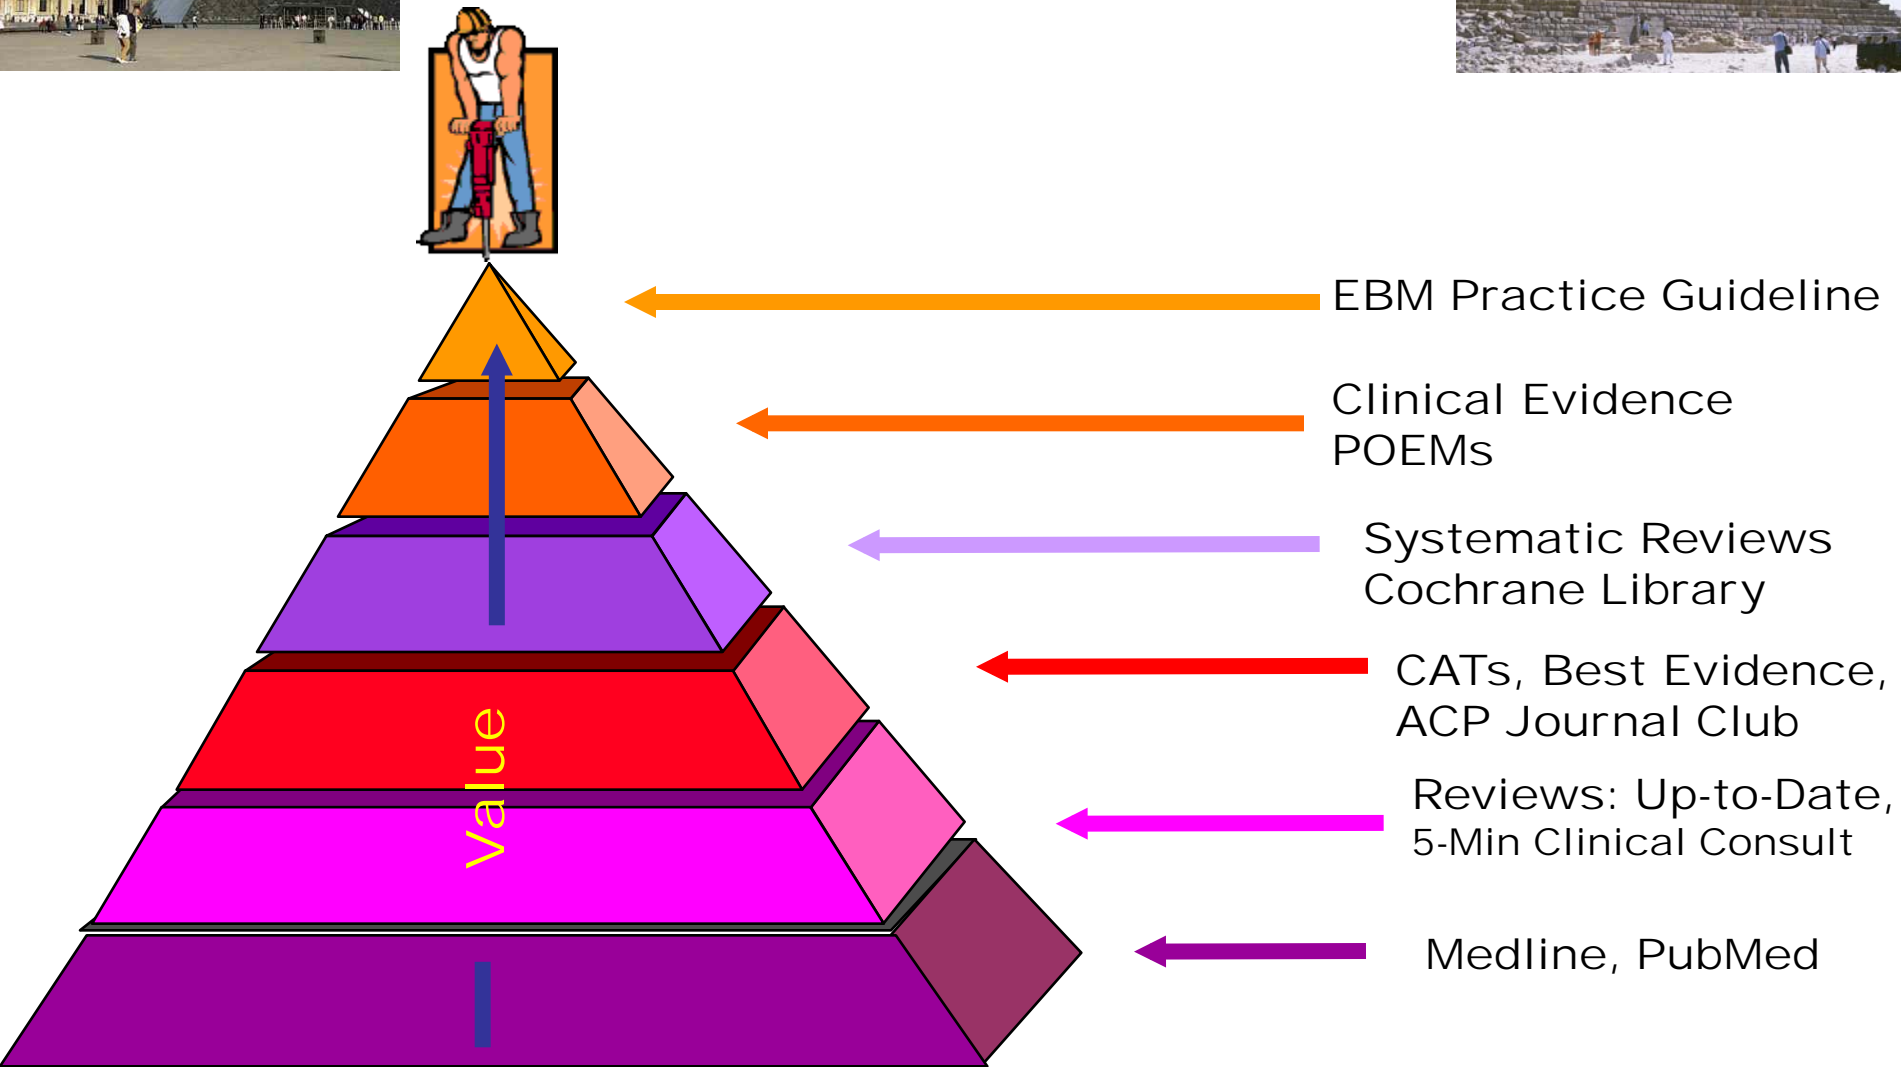 EBM Practice Guideline
Clinical Evidence
POEMs
Systematic Reviews
Cochrane Library
CATs, Best Evidence,
ACP Journal Club
Value
Reviews: Up-to-Date,
5-Min Clinical Consult
Medline, PubMed